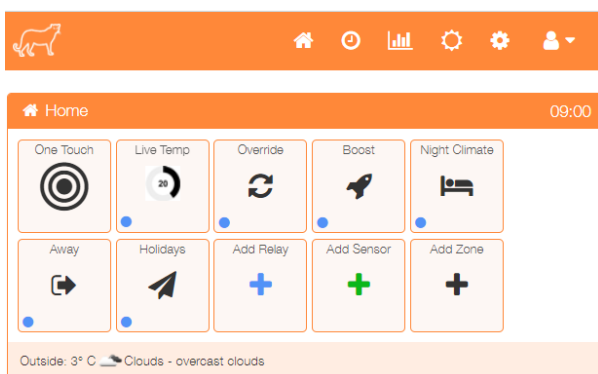 Home 09:00
One Touch Live Temp Override Boost Night Climate
20
Away Holidays Add Relay Add Sensor Add Zone
Outside: 3° C Clouds - overcast clouds